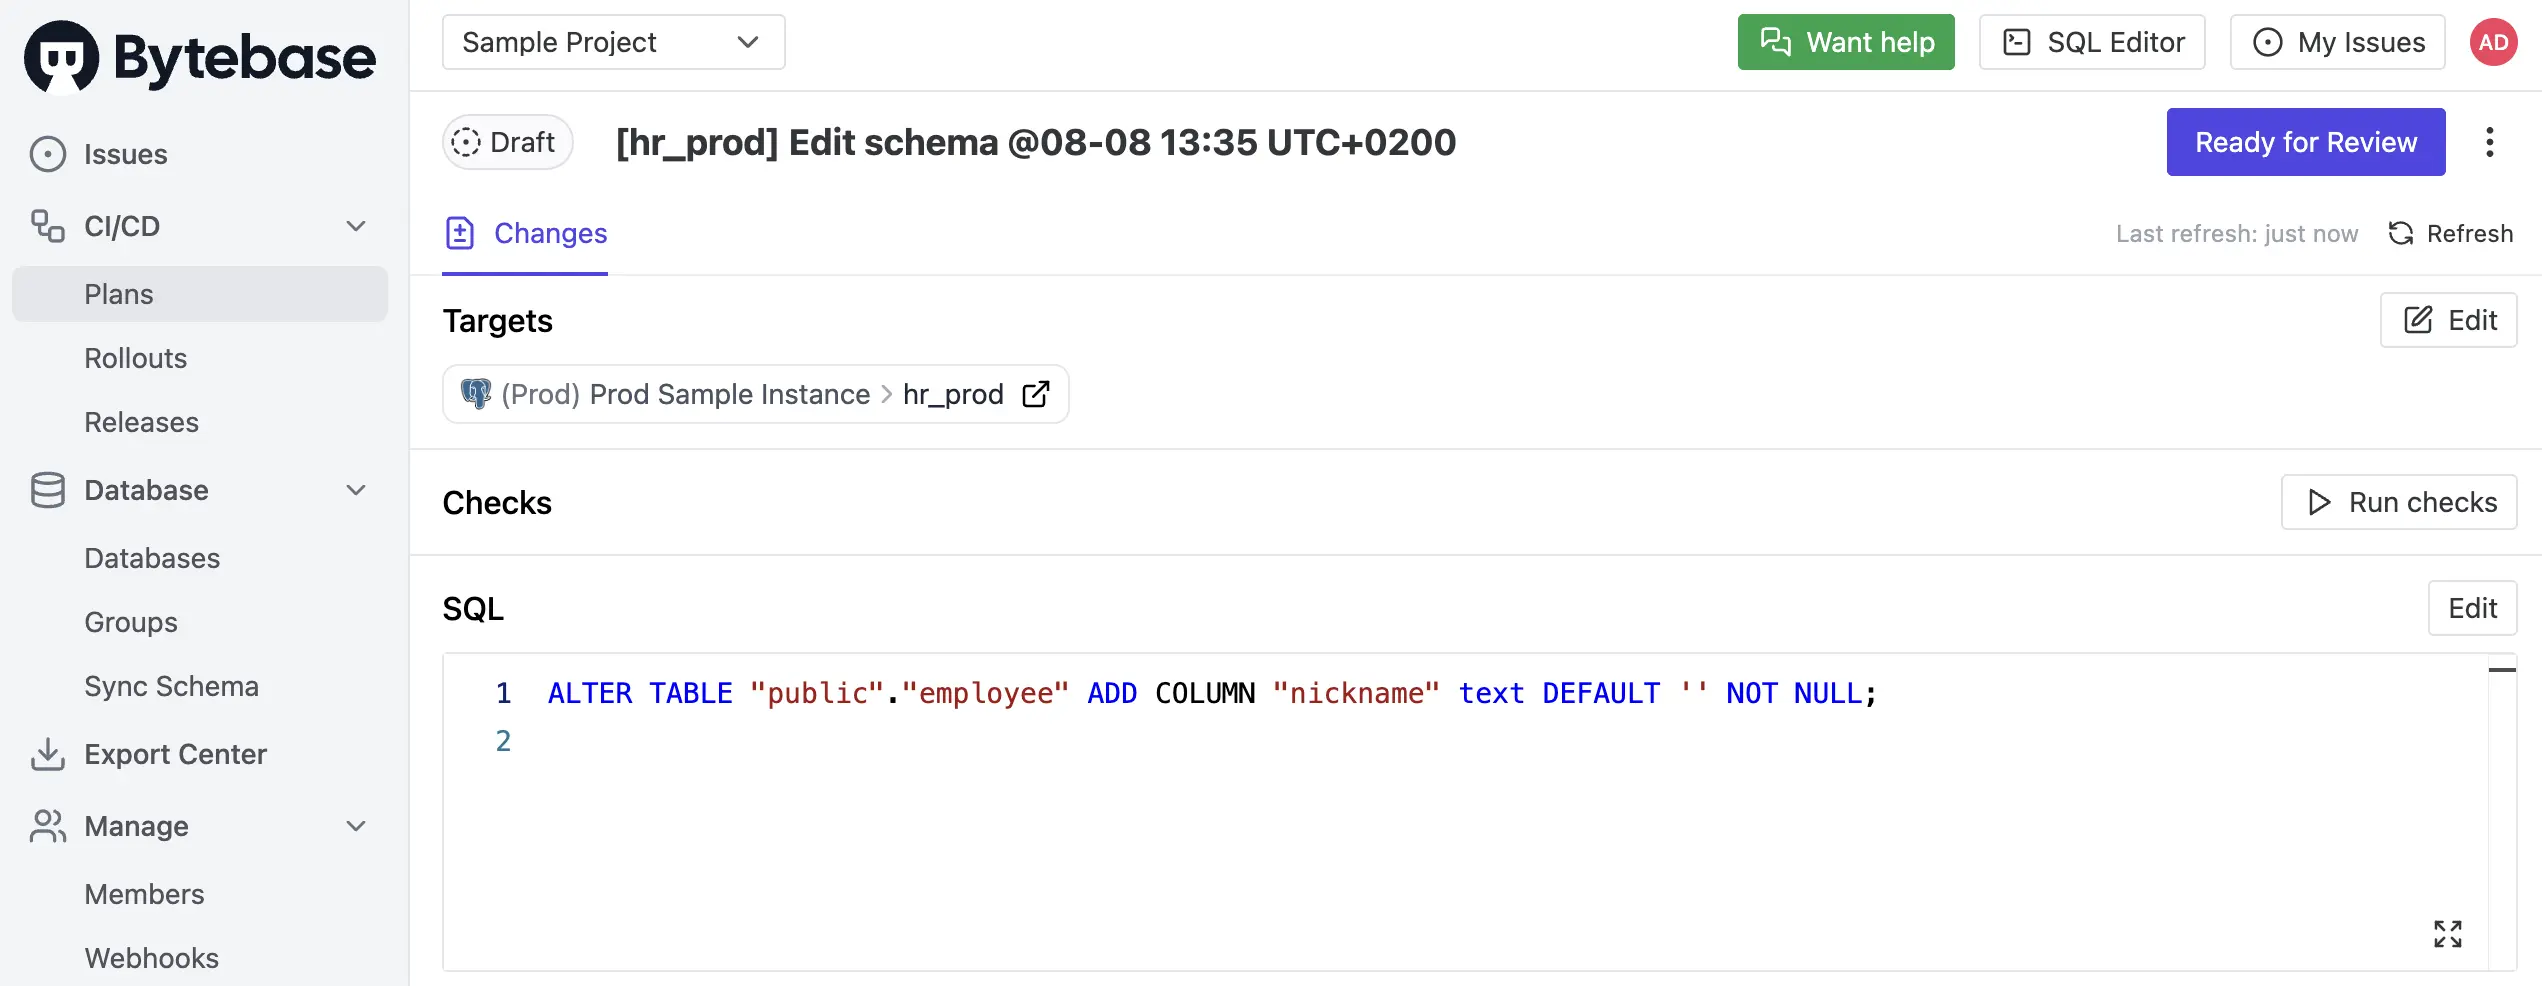 Bytebase
Issues
CI/CD
Plans
Rollouts
Releases
Database
Databases
Groups
Sync Schema
Export Center
Manage
Members
Webhooks
Sample Project
Want help
SQL Editor
My Issues
AD
Draft
[hr_prod] Edit schema @08-08 13:35 UTC+0200
Ready for Review
Changes
Last refresh: just now
Refresh
Targets
Edit
(Prod) Prod Sample Instance > hr_prod
Checks
Run checks
SQL
Edit
1 ALTER TABLE "public"."employee" ADD COLUMN "nickname" text DEFAULT '' NOT NULL;
2